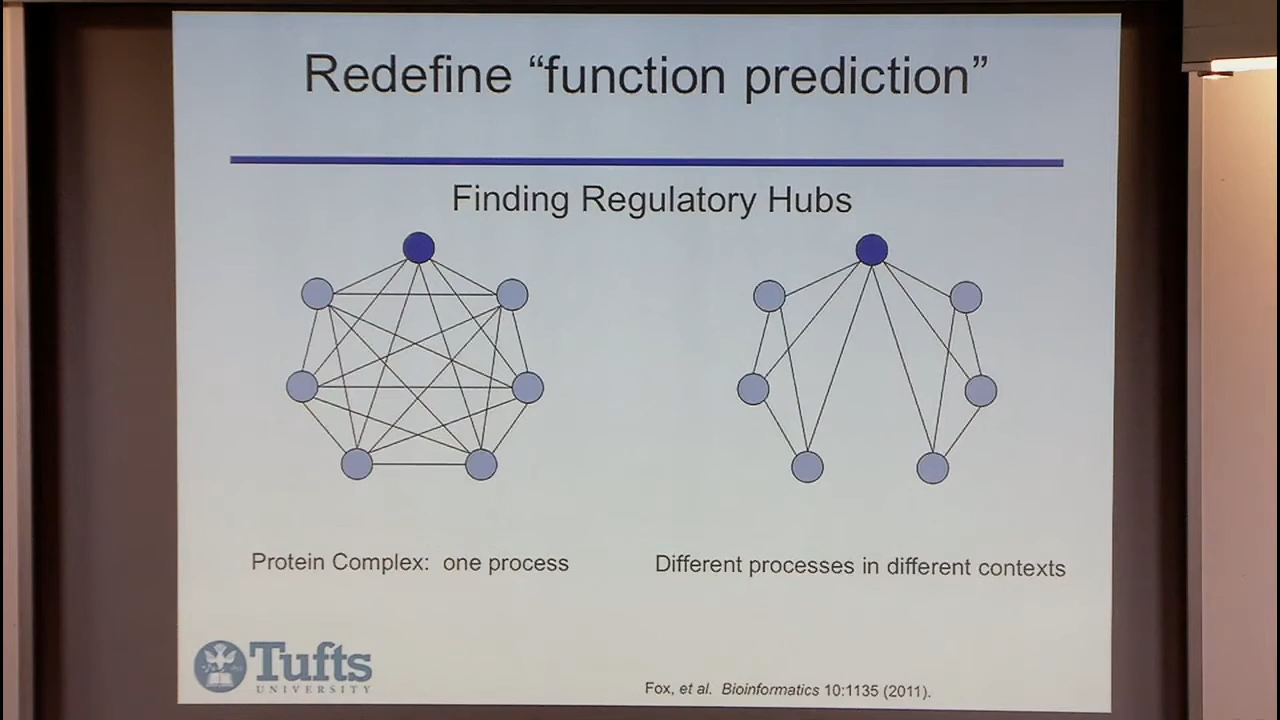 Redefine “function prediction”
Finding Regulatory Hubs
Protein Complex: one process
Different processes in different contexts
Tufts
UNIVERSITY
Fox, et al. Bioinformatics 10:1135 (2011).